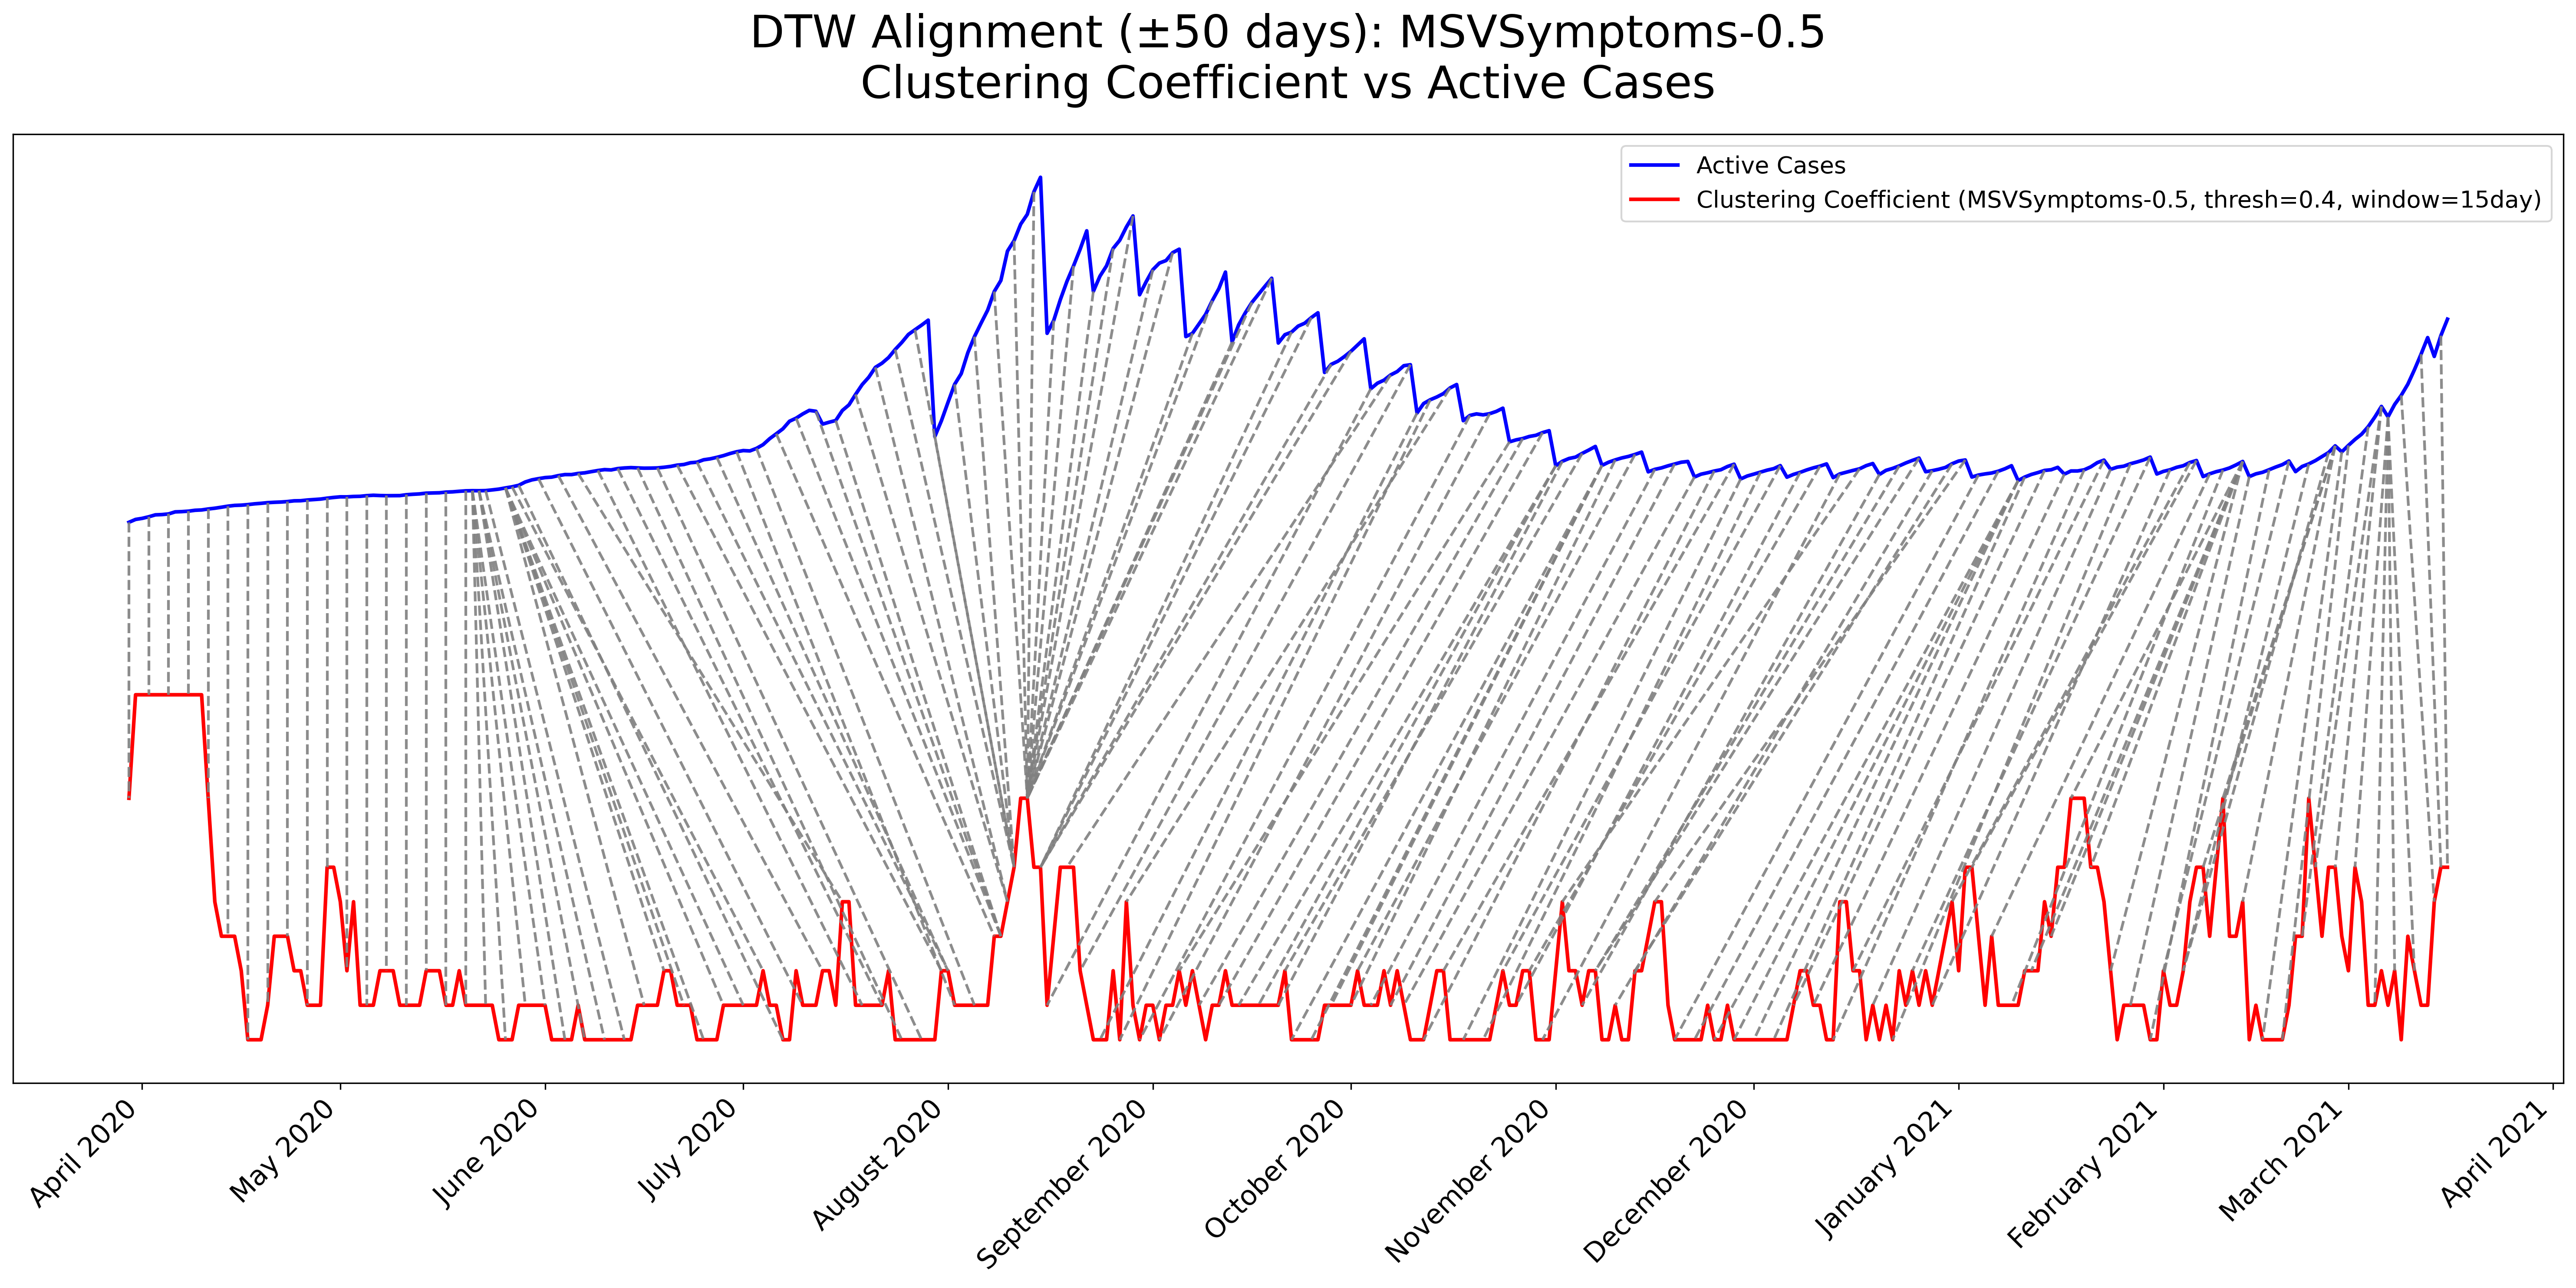 DTW Alignment (±50 days): MSVSymptoms-0.5
Clustering Coefficient vs Active Cases
Active Cases
Clustering Coefficient (MSVSymptoms-0.5, thresh=0.4, window=15day)
April 2020
May 2020
June 2020
July 2020
August 2020
September 2020
October 2020
November 2020
December 2020
January 2021
February 2021
March 2021
April 2021